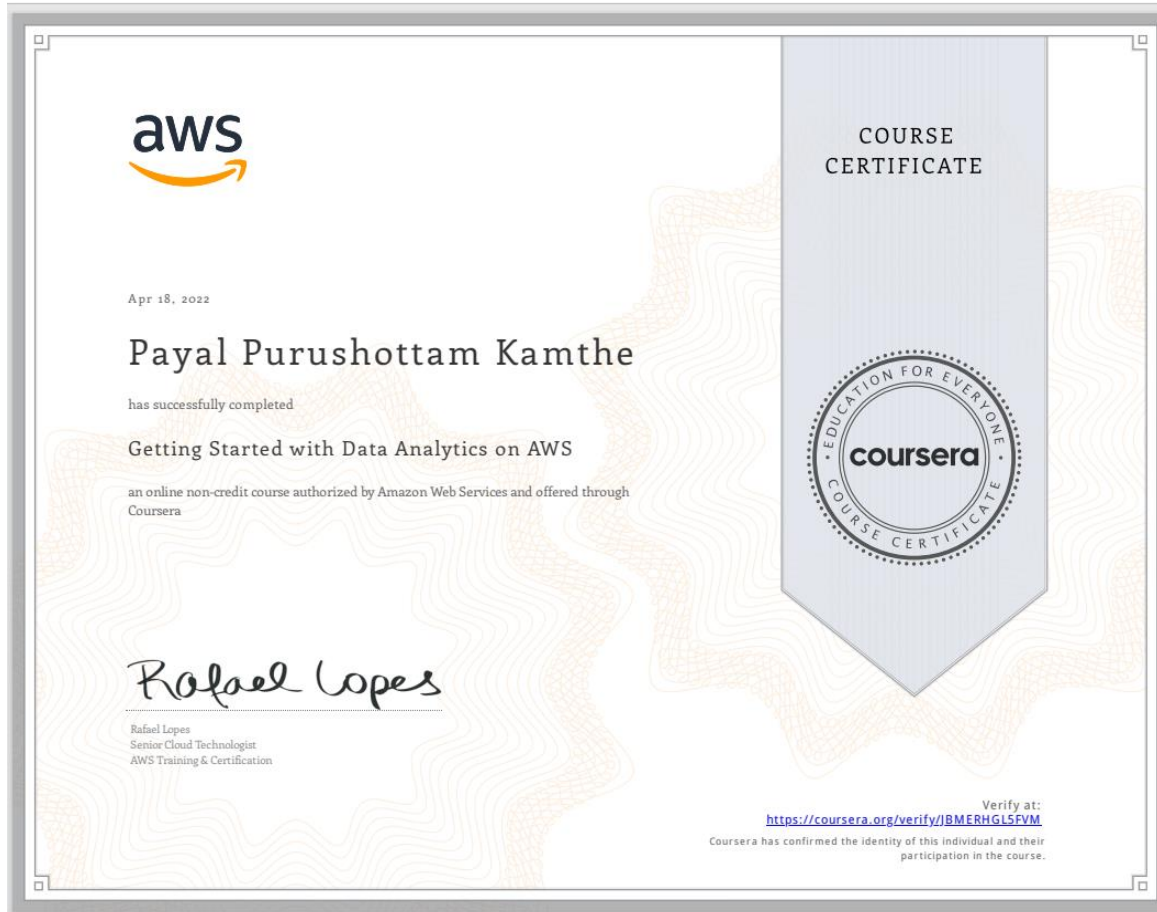 aws
COURSE
CERTIFICATE
Apr 18, 2022
Payal Purushottam Kamthe
has successfully completed
Getting Started with Data Analytics on AWS
an online non-credit course authorized by Amazon Web Services and offered through
Coursera
EDUCATION FOR EVERYONE
coursera
COURSE CERTIFICATE
Rafael Lopes
Rafael Lopes
Senior Cloud Technologist
AWS Training & Certification
Verify at:
https://coursera.org/verify/JBMERHGL5FVM
Coursera has confirmed the identity of this individual and their
participation in the course.